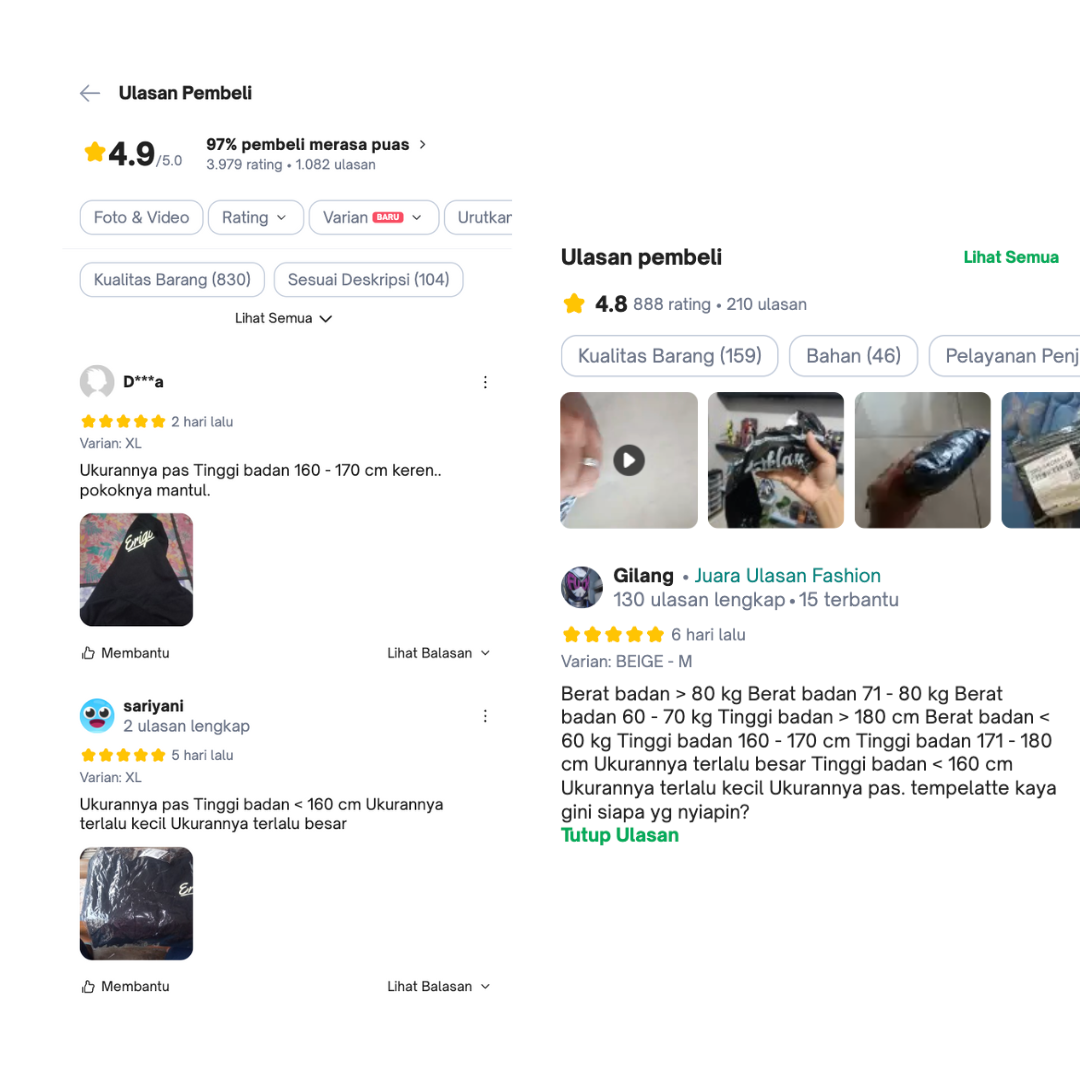 Ulasan Pembeli
4.9/5.0
97% pembeli merasa puas
3.979 rating • 1.082 ulasan
Foto & Video
Rating
Varian BARU
Urutkan
Kualitas Barang (830)
Sesuai Deskripsi (104)
Lihat Semua
D***a
2 hari lalu
Varian: XL
Ukurannya pas Tinggi badan 160 - 170 cm keren..
pokoknya mantul.
Erigo
Membantu
Lihat Balasan
sariyani
2 ulasan lengkap
5 hari lalu
Varian: XL
Ukurannya pas Tinggi badan < 160 cm Ukurannya
terlalu kecil Ukurannya terlalu besar
Er
Membantu
Lihat Balasan
Ulasan pembeli
Lihat Semua
4.8 888 rating • 210 ulasan
Kualitas Barang (159)
Bahan (46)
Pelayanan Penj
Gilang • Juara Ulasan Fashion
130 ulasan lengkap • 15 terbantu
6 hari lalu
Varian: BEIGE - M
Berat badan > 80 kg Berat badan 71 - 80 kg Berat
badan 60 - 70 kg Tinggi badan > 180 cm Berat badan <
60 kg Tinggi badan 160 - 170 cm Tinggi badan 171 - 180
cm Ukurannya terlalu besar Tinggi badan < 160 cm
Ukurannya terlalu kecil Ukurannya pas. tempelatte kaya
gini siapa yg nyiapin?
Tutup Ulasan